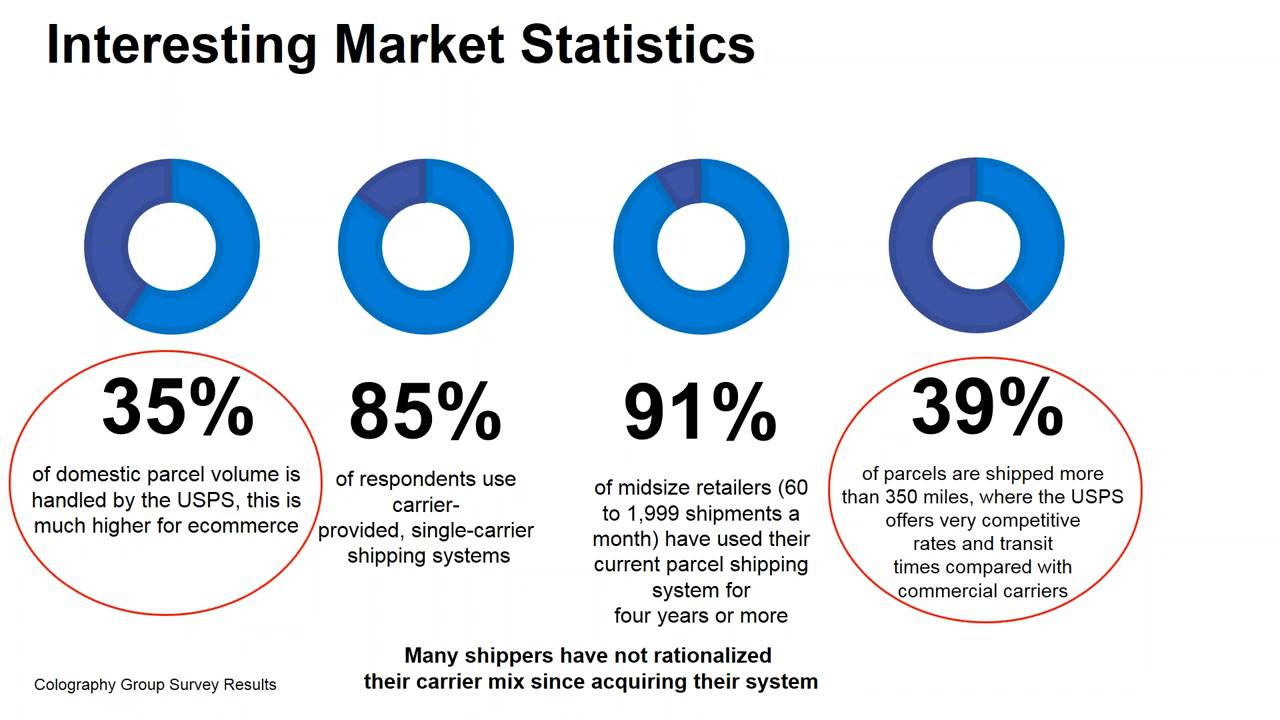 Interesting Market Statistics
35%
of domestic parcel volume is
handled by the USPS, this is
much higher for ecommerce
85%
of respondents use
carrier-
provided, single-carrier
shipping systems
91%
of midsize retailers (60
to 1,999 shipments a
month) have used their
current parcel shipping
system for
four years or more
39%
of parcels are shipped more
than 350 miles, where the USPS
offers very competitive
rates and transit
times compared with
commercial carriers
Many shippers have not rationalized
their carrier mix since acquiring their system
Colography Group Survey Results